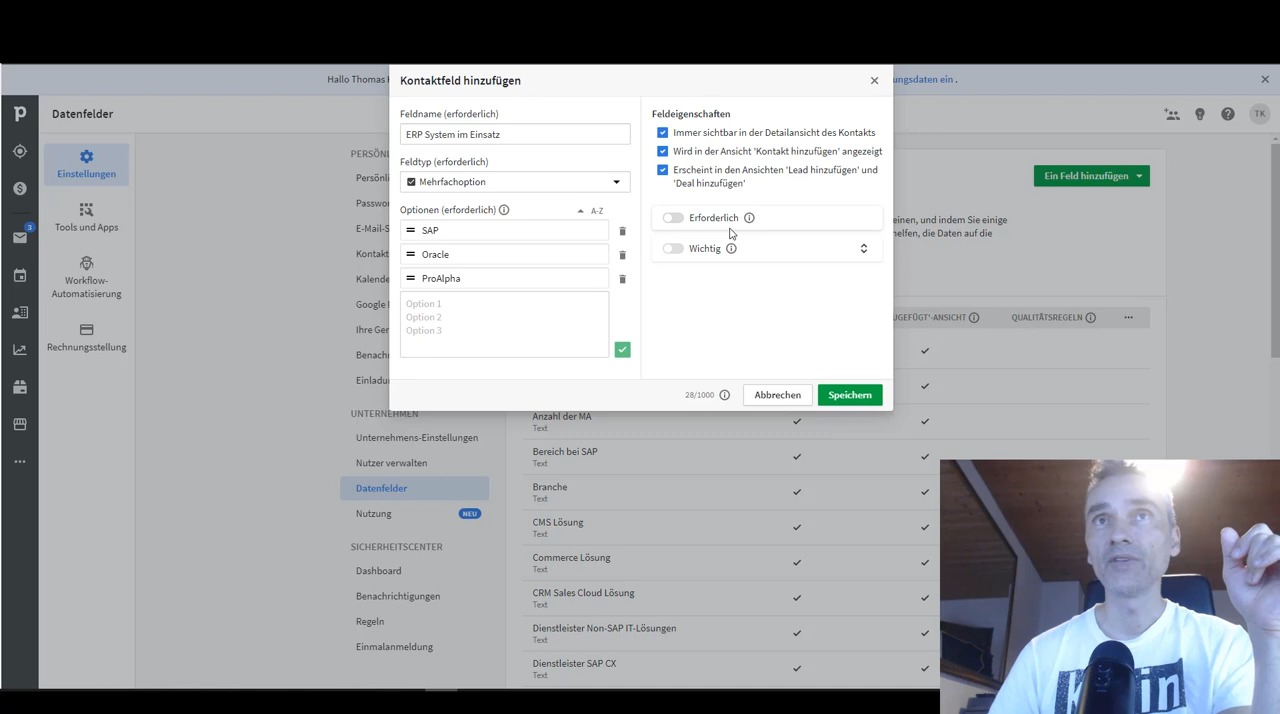 Hallo Thomas
ungsdaten ein .
Datenfelder
TK
Einstellungen
Tools und Apps
Workflow-
Automatisierung
Rechnungsstellung
3
Kontaktfeld hinzufügen
Feldname (erforderlich)
ERP System im Einsatz
Feldtyp (erforderlich)
Mehrfachoption
Optionen (erforderlich)
A-Z
SAP
Oracle
ProAlpha
Option 1
Option 2
Option 3
Feldeigenschaften
Immer sichtbar in der Detailansicht des Kontakts
Wird in der Ansicht 'Kontakt hinzufügen' angezeigt
Erscheint in den Ansichten 'Lead hinzufügen' und
'Deal hinzufügen'
Erforderlich
Wichtig
28/1000
Abbrechen
Speichern
Ein Feld hinzufügen
einen, und indem Sie einige
helfen, die Daten auf die
UGEFÜGT'-ANSICHT
QUALITÄTSREGELN
PERSÖNL
Persönli
Passwor
E-Mail-S
Kontakt
Kalende
Google
Ihre Ger
Benach
Einladu
UNTERNEHMEN
Unternehmens-Einstellungen
Nutzer verwalten
Datenfelder
Nutzung
NEU
SICHERHEITSCENTER
Dashboard
Benachrichtigungen
Regeln
Einmalanmeldung
Anzahl der MA
Text
Bereich bei SAP
Text
Branche
Text
CMS Lösung
Text
Commerce Lösung
Text
CRM Sales Cloud Lösung
Text
Dienstleister Non-SAP IT-Lösungen
Text
Dienstleister SAP CX
Text